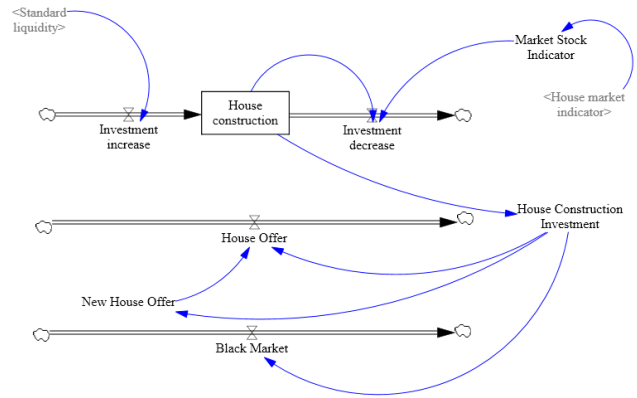 <Standard
liquidity>
Market Stock
Indicator
<House market
indicator>
House
construction
Investment
increase
Investment
decrease
House Construction
Investment
House Offer
New House Offer
Black Market